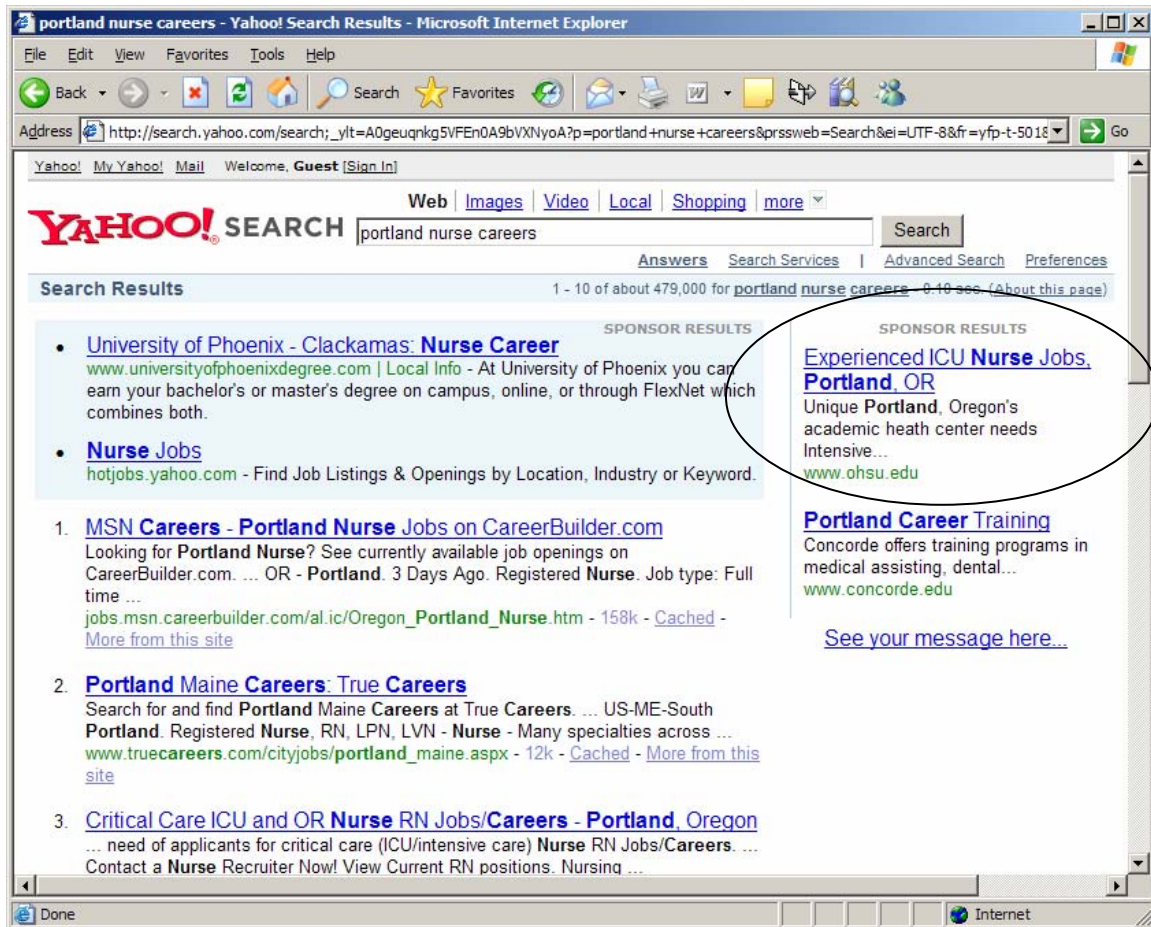 portland nurse careers - Yahoo! Search Results - Microsoft Internet Explorer
File Edit View Favorites Tools Help
Back Search Favorites
Address http://search.yahoo.com/search;_ylt=A0geuqnkg5VFEn0A9bVXNyoA?p=portland+nurse+careers&prssweb=Search&ei=UTF-8&fr=yfp-t-501& Go
Yahoo! My Yahoo! Mail Welcome, Guest [Sign In]
Web | Images | Video | Local | Shopping | more
YAHOO! SEARCH portland nurse careers Search
Answers Search Services | Advanced Search Preferences
Search Results 1 - 10 of about 479,000 for portland nurse careers - 0.10 sec. (About this page)
SPONSOR RESULTS
• University of Phoenix - Clackamas: Nurse Career
www.universityofphoenixdegree.com | Local Info - At University of Phoenix you can
earn your bachelor's or master's degree on campus, online, or through FlexNet which
combines both.
• Nurse Jobs
hotjobs.yahoo.com - Find Job Listings & Openings by Location, Industry or Keyword.
1. MSN Careers - Portland Nurse Jobs on CareerBuilder.com
Looking for Portland Nurse? See currently available job openings on
CareerBuilder.com. ... OR - Portland. 3 Days Ago. Registered Nurse. Job type: Full
time ...
jobs.msn.careerbuilder.com/al.ic/Oregon_Portland_Nurse.htm - 158k - Cached -
More from this site
2. Portland Maine Careers: True Careers
Search for and find Portland Maine Careers at True Careers. ... US-ME-South
Portland. Registered Nurse, RN, LPN, LVN - Nurse - Many specialties across ...
www.truecareers.com/cityjobs/portland_maine.aspx - 12k - Cached - More from this
site
3. Critical Care ICU and OR Nurse RN Jobs/Careers - Portland, Oregon
... need of applicants for critical care (ICU/intensive care) Nurse RN Jobs/Careers. ...
Contact a Nurse Recruiter Now! View Current RN positions. Nursing ...
SPONSOR RESULTS
Experienced ICU Nurse Jobs,
Portland, OR
Unique Portland, Oregon's
academic heath center needs
Intensive...
www.ohsu.edu
Portland Career Training
Concorde offers training programs in
medical assisting, dental...
www.concorde.edu
See your message here...
Done Internet